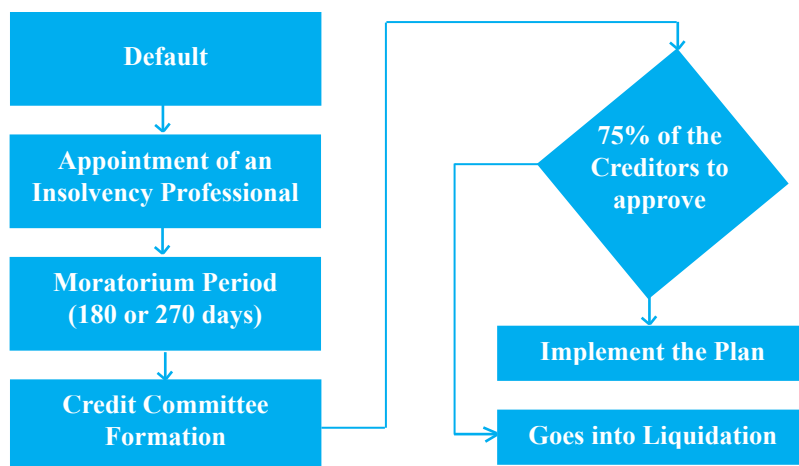 Default
Appointment of an
Insolvency Professional
Moratorium Period
(180 or 270 days)
Credit Committee
Formation
75% of the
Creditors to
approve
Implement the Plan
Goes into Liquidation